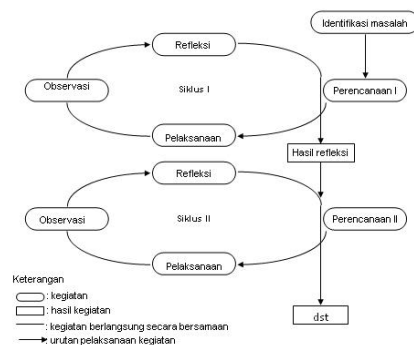 Identifikasi masalah
Refleksi
Observasi
Siklus I
Perencanaan I
Pelaksanaan
Hasil refleksi
Refleksi
Observasi
Siklus II
Perencanaan II
Pelaksanaan
Keterangan
: kegiatan
: hasil kegiatan
: kegiatan berlangsung secara bersamaan
: urutan pelaksanaan kegiatan
dst